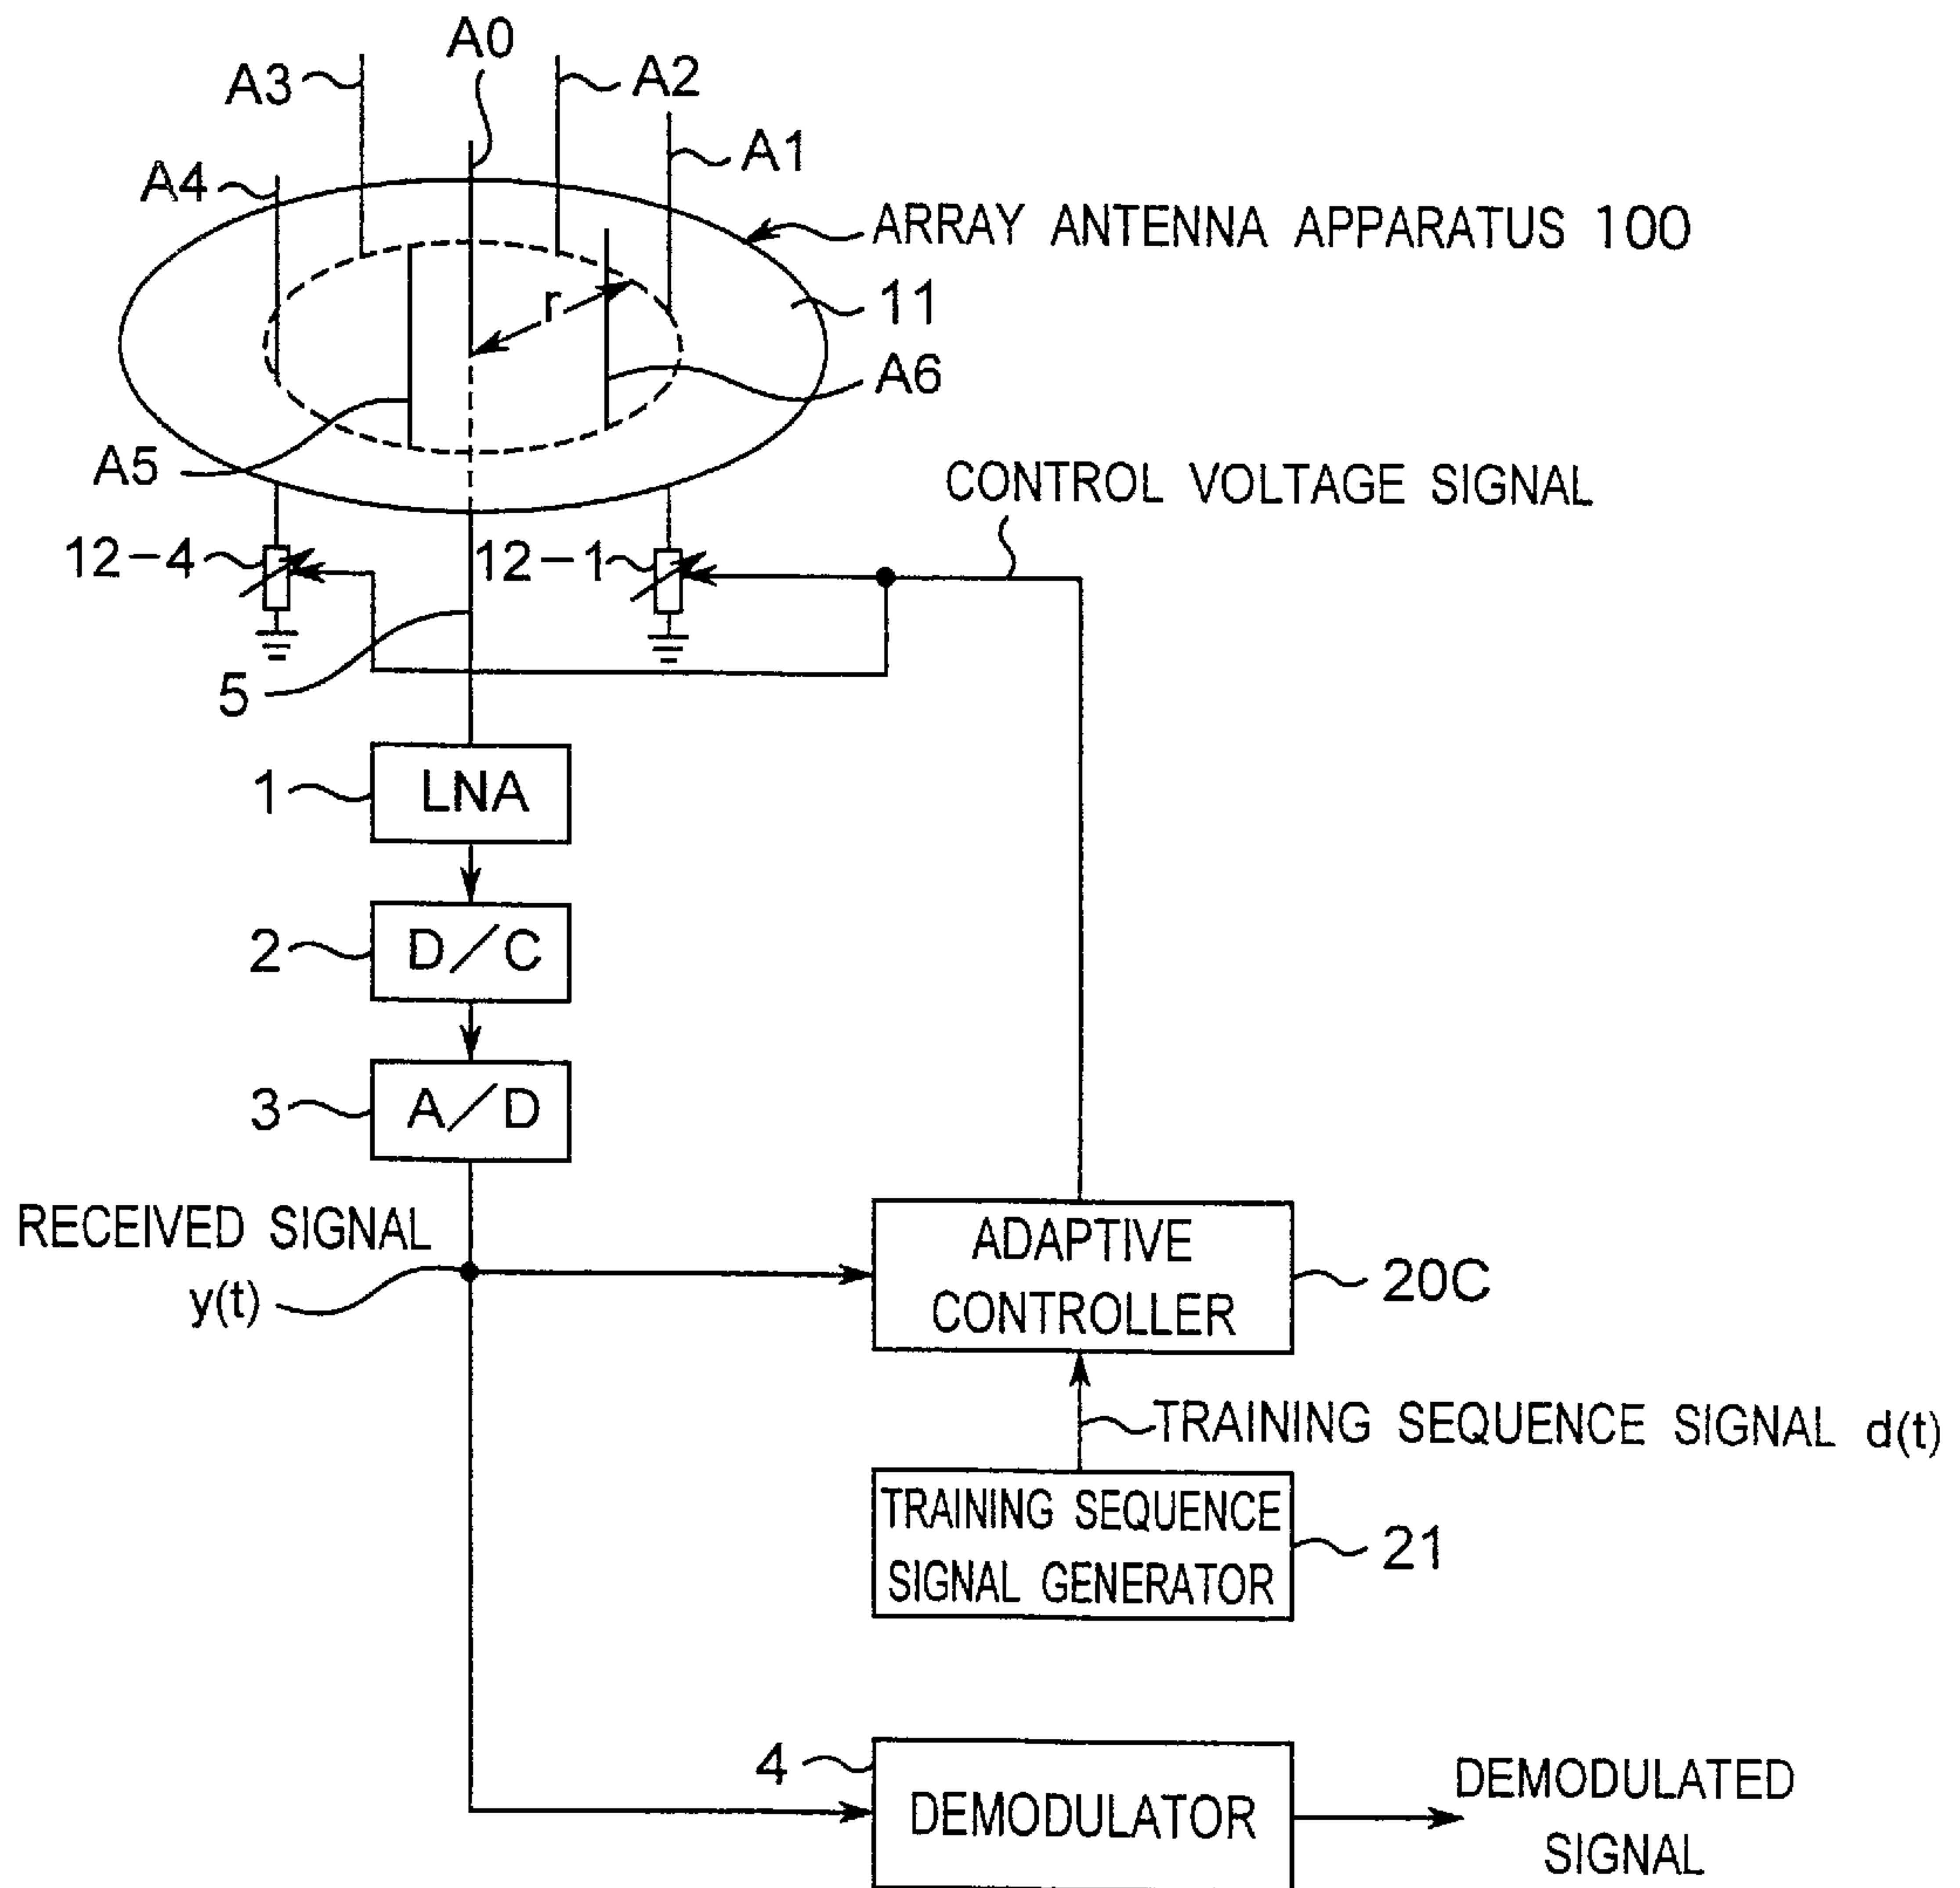 A0
A3
A2
A1
A4
ARRAY ANTENNA APPARATUS 100
r
11
A6
A5
CONTROL VOLTAGE SIGNAL
12-4
12-1
5
1
LNA
2
D/C
3
A/D
RECEIVED SIGNAL
y(t)
ADAPTIVE
CONTROLLER
20C
TRAINING SEQUENCE SIGNAL d(t)
TRAINING SEQUENCE
SIGNAL GENERATOR
21
4
DEMODULATOR
DEMODULATED
SIGNAL